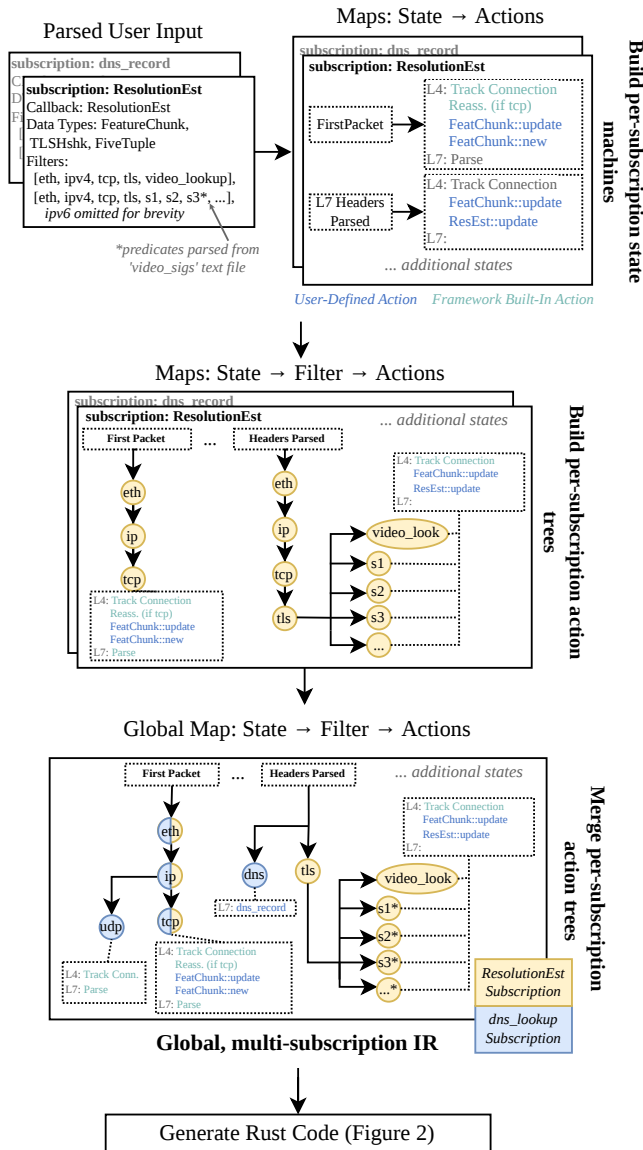 Parsed User Input
subscription: dns_record
subscription: ResolutionEst
Callback: ResolutionEst
Data Types: FeatureChunk,
TLSHshk, FiveTuple
Filters:
[eth, ipv4, tcp, tls, video_lookup],
[eth, ipv4, tcp, tls, s1, s2, s3*, ...],
ipv6 omitted for brevity
*predicates parsed from
'video_sigs' text file
Maps: State → Actions
subscription: dns_record
subscription: ResolutionEst
FirstPacket
L4: Track Connection
Reass. (if tcp)
FeatChunk::update
FeatChunk::new
L7: Parse
L7 Headers
Parsed
L4: Track Connection
FeatChunk::update
ResEst::update
L7:
... additional states
User-Defined Action
Framework Built-In Action
Build per-subscription state
machines
Maps: State → Filter → Actions
subscription: dns_record
subscription: ResolutionEst
... additional states
First Packet
...
Headers Parsed
eth
ip
tcp
L4: Track Connection
Reass. (if tcp)
FeatChunk::update
FeatChunk::new
L7: Parse
eth
ip
tcp
tls
L4: Track Connection
FeatChunk::update
ResEst::update
L7:
video_look
s1
s2
s3
...
Build per-subscription action
trees
Global Map: State → Filter → Actions
First Packet
...
Headers Parsed
... additional states
eth
ip
udp
tcp
L4: Track Conn.
L7: Parse
L4: Track Connection
Reass. (if tcp)
FeatChunk::update
FeatChunk::new
L7: Parse
dns
L7: dns_record
tls
L4: Track Connection
FeatChunk::update
ResEst::update
L7:
video_look
s1*
s2*
s3*
...*
ResolutionEst
Subscription
dns_lookup
Subscription
Merge per-subscription
action trees
Global, multi-subscription IR
Generate Rust Code (Figure 2)